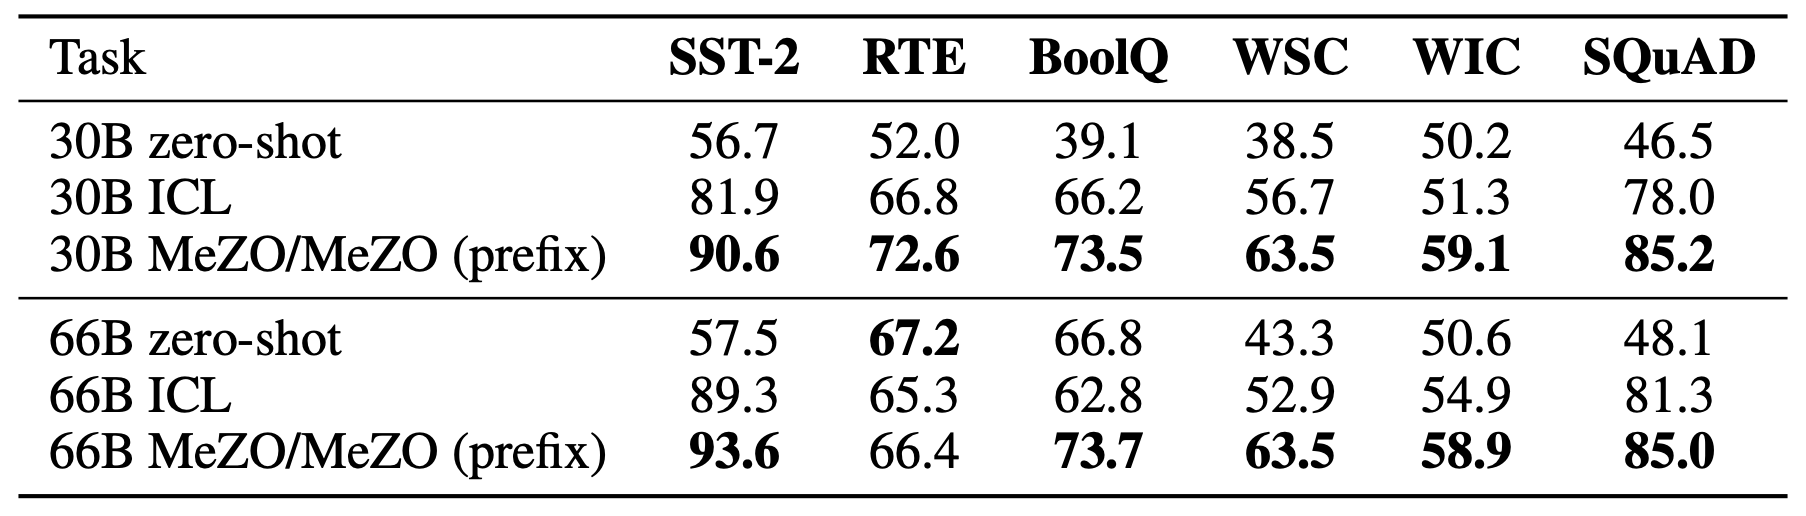 Task SST-2 RTE BoolQ WSC WIC SQuAD
30B zero-shot 56.7 52.0 39.1 38.5 50.2 46.5
30B ICL 81.9 66.8 66.2 56.7 51.3 78.0
30B MeZO/MeZO (prefix) 90.6 72.6 73.5 63.5 59.1 85.2
66B zero-shot 57.5 67.2 66.8 43.3 50.6 48.1
66B ICL 89.3 65.3 62.8 52.9 54.9 81.3
66B MeZO/MeZO (prefix) 93.6 66.4 73.7 63.5 58.9 85.0